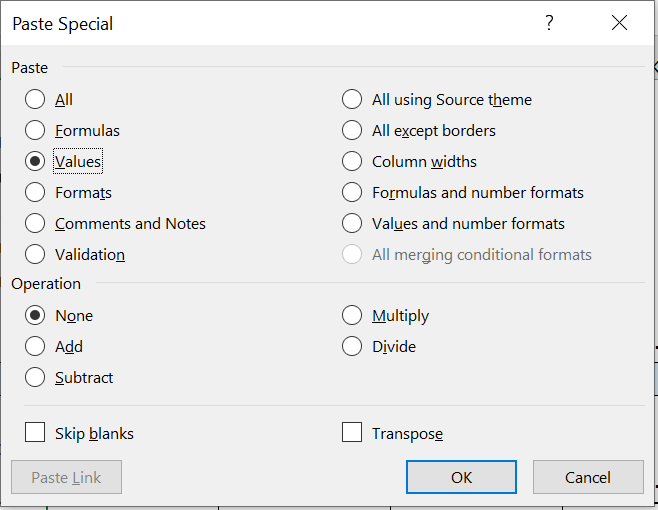 Paste Special
?
Paste
All
All using Source theme
Formulas
All except borders
Values
Column widths
Formats
Formulas and number formats
Comments and Notes
Values and number formats
Validation
All merging conditional formats
Operation
None
Multiply
Add
Divide
Subtract
Skip blanks
Transpose
Paste Link
OK
Cancel